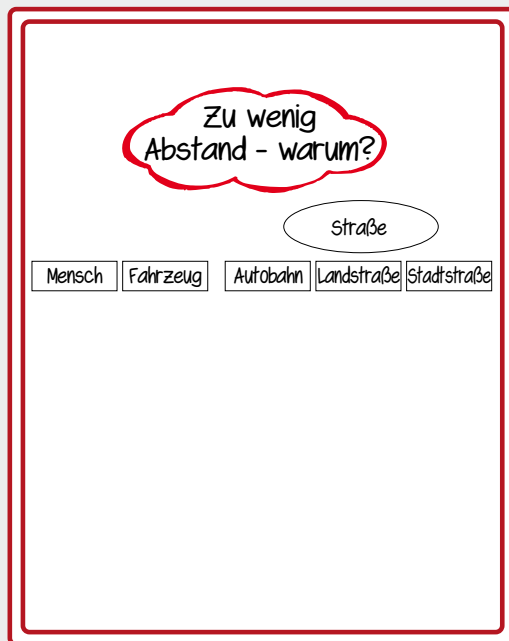 Zu wenig
Abstand - warum?
Straße
Mensch Fahrzeug Autobahn Landstraße Stadtstraße